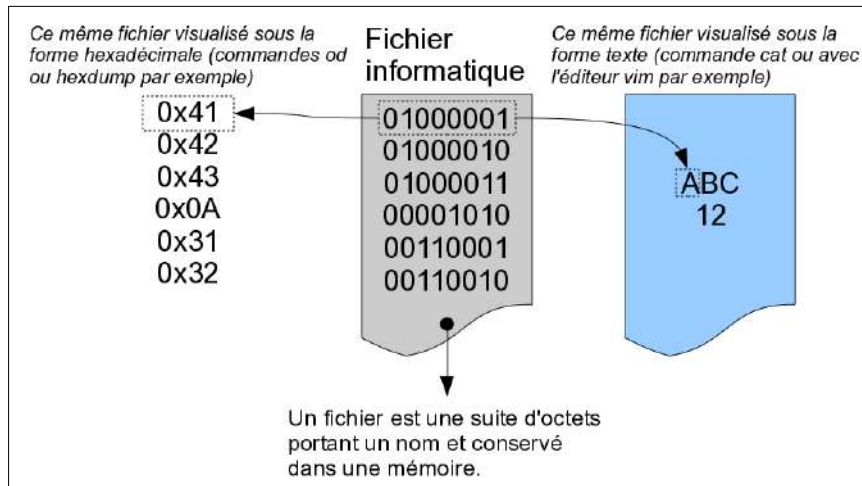 Ce même fichier visualisé sous la
forme hexadécimale (commandes od
ou hexdump par exemple)
0x41
0x42
0x43
0x0A
0x31
0x32
Fichier
informatique
01000001
01000010
01000011
00001010
00110001
00110010
Un fichier est une suite d'octets
portant un nom et conservé
dans une mémoire.
Ce même fichier visualisé sous la
forme texte (commande cat ou avec
l'éditeur vim par exemple)
ABC
12